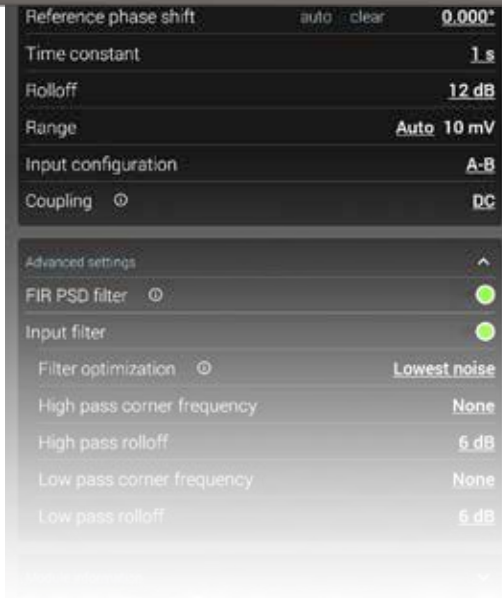 Reference phase shift auto clear 0.000°
Time constant 1 s
Rolloff 12 dB
Range Auto 10 mV
Input configuration A-B
Coupling DC
Advanced settings
FIR PSD filter
Input filter
Filter optimization Lowest noise
High pass corner frequency None
High pass rolloff 6 dB
Low pass corner frequency None
Low pass rolloff 6 dB